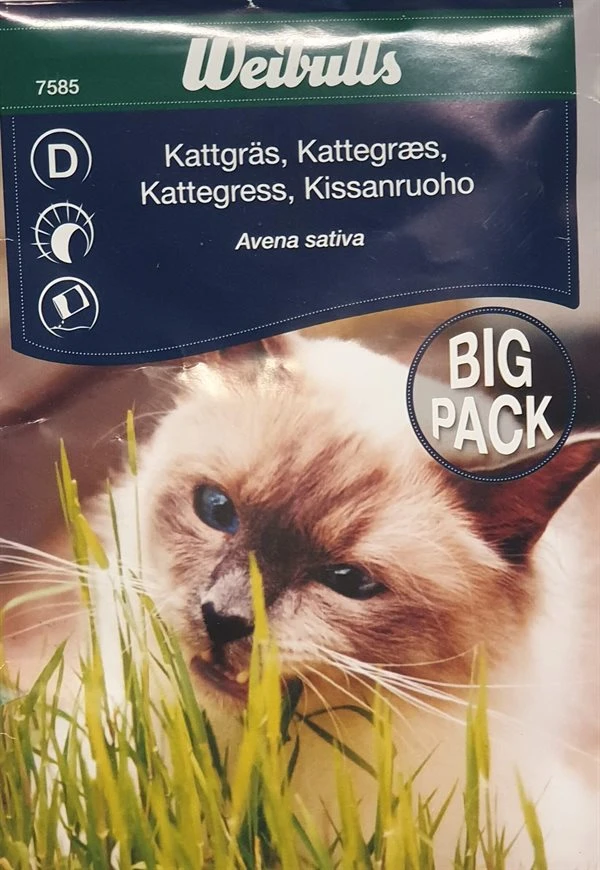 Weibulls
7585
D
Kattgräs, Kattegræs,
Kattegress, Kissanruoho
Avena sativa
BIG
PACK